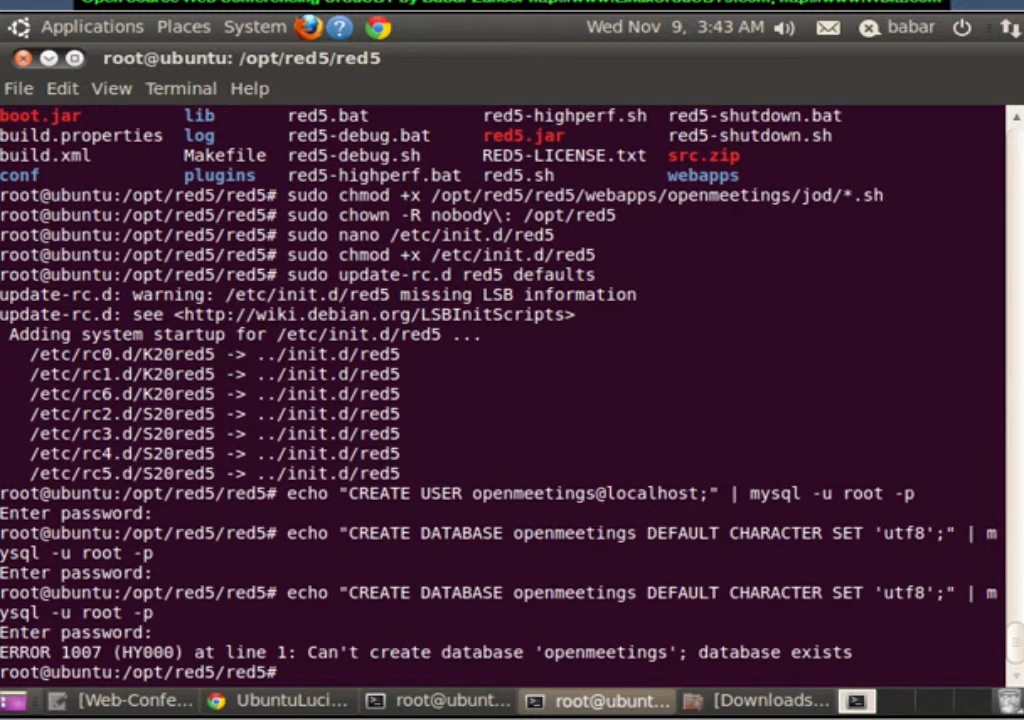 Applications Places System Wed Nov 9, 3:43 AM babar
root@ubuntu: /opt/red5/red5
File Edit View Terminal Help
boot.jar lib red5.bat red5-highperf.sh red5-shutdown.bat
build.properties log red5-debug.bat red5.jar red5-shutdown.sh
build.xml Makefile red5-debug.sh RED5-LICENSE.txt src.zip
conf plugins red5-highperf.bat red5.sh webapps
root@ubuntu:/opt/red5/red5# sudo chmod +x /opt/red5/red5/webapps/openmeetings/jod/*.sh
root@ubuntu:/opt/red5/red5# sudo chown -R nobody\: /opt/red5
root@ubuntu:/opt/red5/red5# sudo nano /etc/init.d/red5
root@ubuntu:/opt/red5/red5# sudo chmod +x /etc/init.d/red5
root@ubuntu:/opt/red5/red5# sudo update-rc.d red5 defaults
update-rc.d: warning: /etc/init.d/red5 missing LSB information
update-rc.d: see <http://wiki.debian.org/LSBInitScripts>
Adding system startup for /etc/init.d/red5 ...
/etc/rc0.d/K20red5 -> ../init.d/red5
/etc/rc1.d/K20red5 -> ../init.d/red5
/etc/rc6.d/K20red5 -> ../init.d/red5
/etc/rc2.d/S20red5 -> ../init.d/red5
/etc/rc3.d/S20red5 -> ../init.d/red5
/etc/rc4.d/S20red5 -> ../init.d/red5
/etc/rc5.d/S20red5 -> ../init.d/red5
root@ubuntu:/opt/red5/red5# echo "CREATE USER openmeetings@localhost;" | mysql -u root -p
Enter password:
root@ubuntu:/opt/red5/red5# echo "CREATE DATABASE openmeetings DEFAULT CHARACTER SET 'utf8';" | m
ysql -u root -p
Enter password:
root@ubuntu:/opt/red5/red5# echo "CREATE DATABASE openmeetings DEFAULT CHARACTER SET 'utf8';" | m
ysql -u root -p
Enter password:
ERROR 1007 (HY000) at line 1: Can't create database 'openmeetings'; database exists
root@ubuntu:/opt/red5/red5#
[Web-Confe... UbuntuLuci... root@ubunt... root@ubunt... [Downloads...